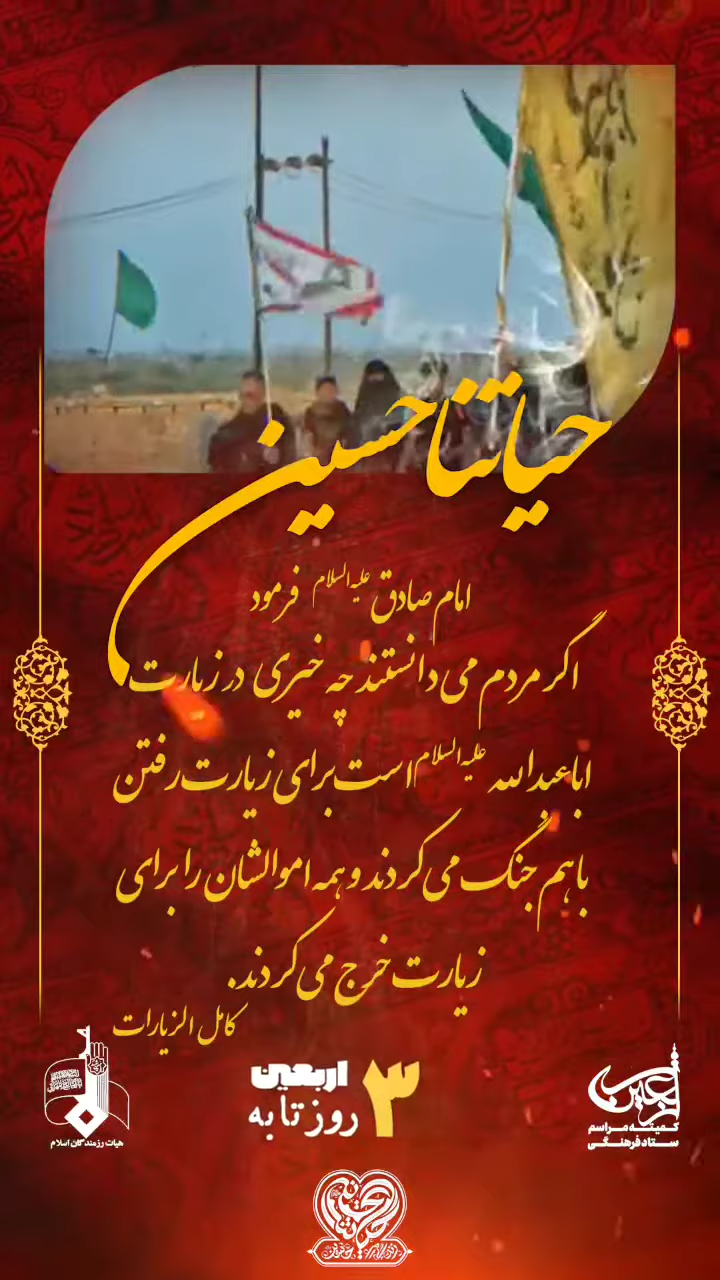 حیاتنا حسین
امام صادق علیه السلام فرمود
اگر مردم می دانستند چه خیری در زیارت
اباعبدالله علیه السلام است برای زیارت رفتن
باهم جنگ می کردند و همه اموالشان را برای
زیارت خرج می کردند.
کامل الزیارات
۳ روز تا به
اربعین
هیات رزمندگان اسلام
اربعین
کمیته مراسم
ستاد فرهنگی